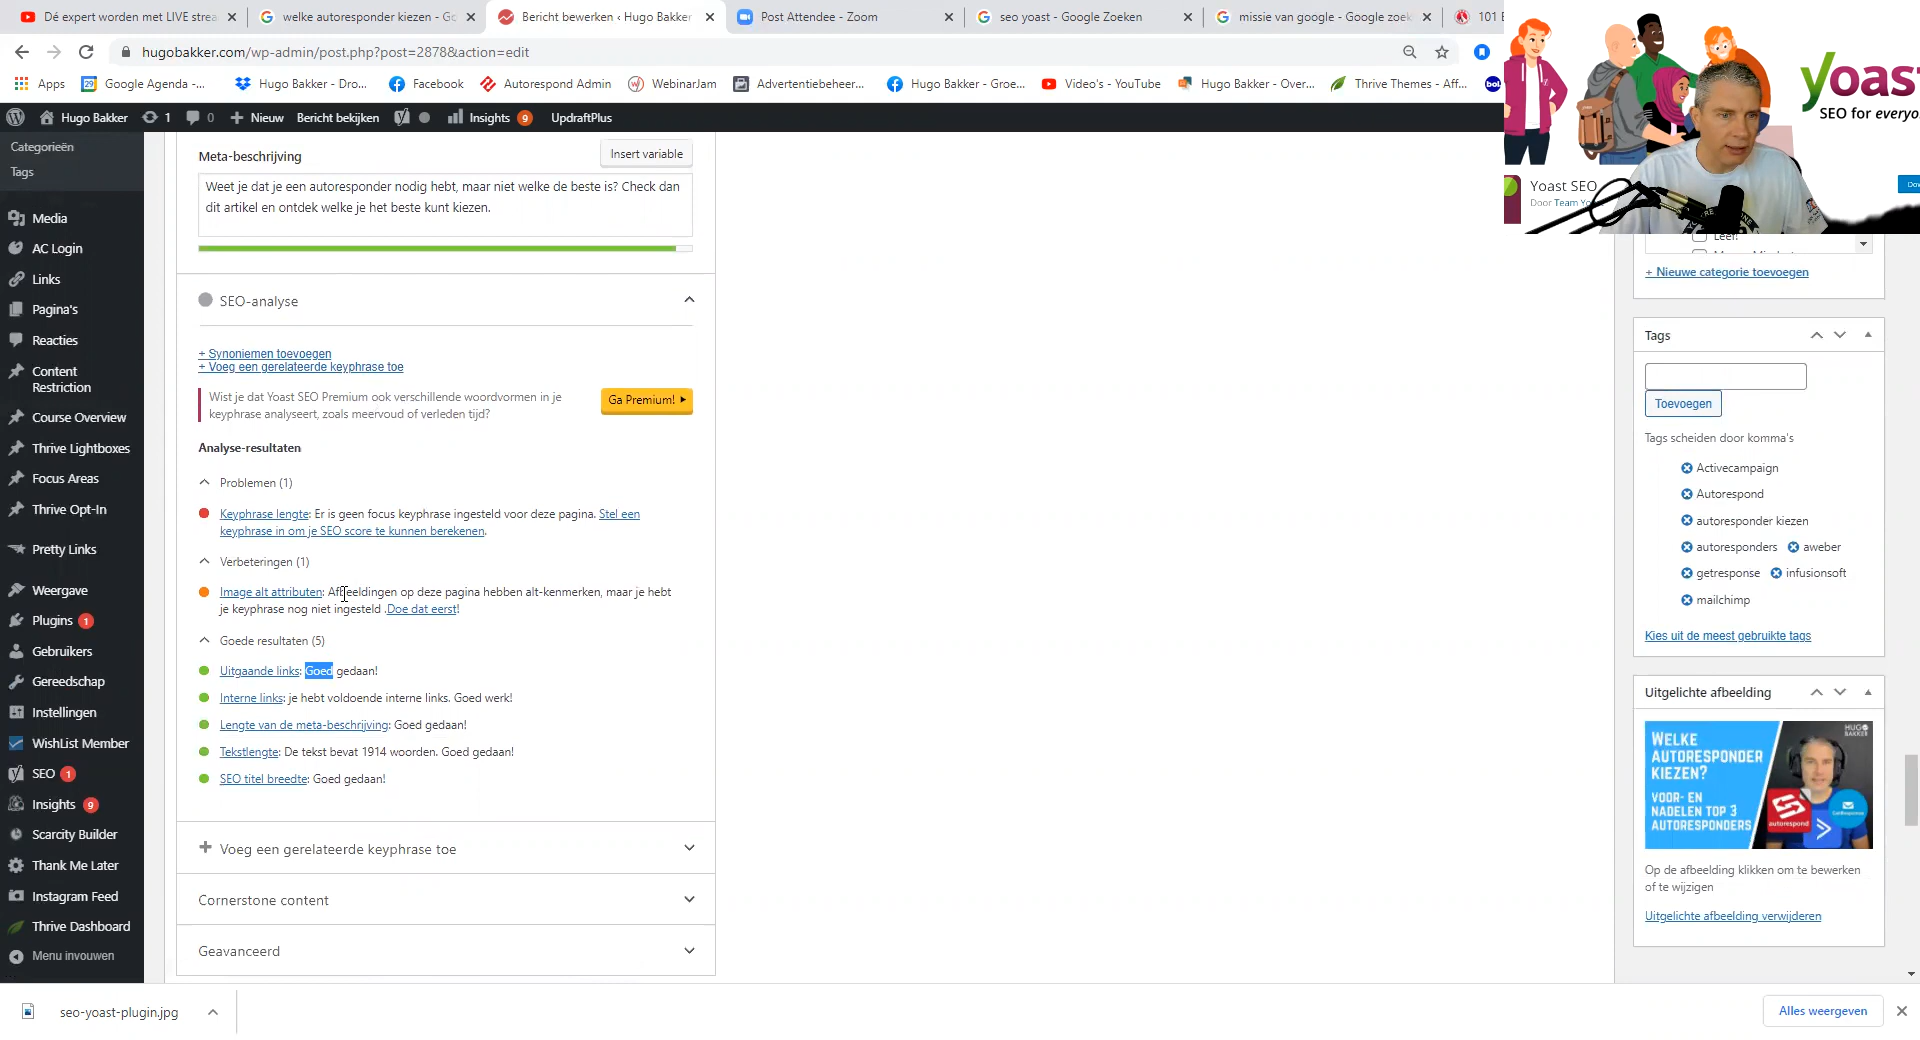 Dé expert worden met LIVE strea
welke autoresponder kiezen - Go
Bericht bewerken ‹ Hugo Bakker
Post Attendee - Zoom
seo yoast - Google Zoeken
missie van google - Google zoek
101 E
hugobakker.com/wp-admin/post.php?post=2878&action=edit
Apps
Google Agenda -...
Hugo Bakker - Dro...
Facebook
Autorespond Admin
WebinarJam
Advertentiebeheer...
Hugo Bakker - Groe...
Video's - YouTube
Hugo Bakker - Over...
Thrive Themes - Aff...
bol
Hugo Bakker
1
0
Nieuw
Bericht bekijken
Insights 9
UpdraftPlus
yoas
SEO for everyo
Yoast SEO
Door Team Yo
Dow
Categorieën
Tags
Media
AC Login
Links
Pagina's
Reacties
Content
Restriction
Course Overview
Thrive Lightboxes
Focus Areas
Thrive Opt-In
Pretty Links
Weergave
Plugins 1
Gebruikers
Gereedschap
Instellingen
WishList Member
SEO 1
Insights 9
Scarcity Builder
Thank Me Later
Instagram Feed
Thrive Dashboard
Menu invouwen
Meta-beschrijving
Insert variable
Weet je dat je een autoresponder nodig hebt, maar niet welke de beste is? Check dan
dit artikel en ontdek welke je het beste kunt kiezen.
SEO-analyse
+ Synoniemen toevoegen
+ Voeg een gerelateerde keyphrase toe
Wist je dat Yoast SEO Premium ook verschillende woordvormen in je
keyphrase analyseert, zoals meervoud of verleden tijd?
Ga Premium!
Analyse-resultaten
Problemen (1)
Keyphrase lengte: Er is geen focus keyphrase ingesteld voor deze pagina. Stel een
keyphrase in om je SEO score te kunnen berekenen.
Verbeteringen (1)
Image alt attributen: Afbeeldingen op deze pagina hebben alt-kenmerken, maar je hebt
je keyphrase nog niet ingesteld .Doe dat eerst!
Goede resultaten (5)
Uitgaande links: Goed gedaan!
Interne links: je hebt voldoende interne links. Goed werk!
Lengte van de meta-beschrijving: Goed gedaan!
Tekstlengte: De tekst bevat 1914 woorden. Goed gedaan!
SEO titel breedte: Goed gedaan!
Voeg een gerelateerde keyphrase toe
Cornerstone content
Geavanceerd
Leef!
+ Nieuwe categorie toevoegen
Tags
Toevoegen
Tags scheiden door komma's
Activecampaign
Autorespond
autoresponder kiezen
autoresponders
aweber
getresponse
infusionsoft
mailchimp
Kies uit de meest gebruikte tags
Uitgelichte afbeelding
HUGO
BAKKER
WELKE
AUTORESPONDER
KIEZEN?
VOOR- EN
NADELEN TOP 3
AUTORESPONDERS
autorespond
GetResponse
Op de afbeelding klikken om te bewerken
of te wijzigen
Uitgelichte afbeelding verwijderen
seo-yoast-plugin.jpg
Alles weergeven